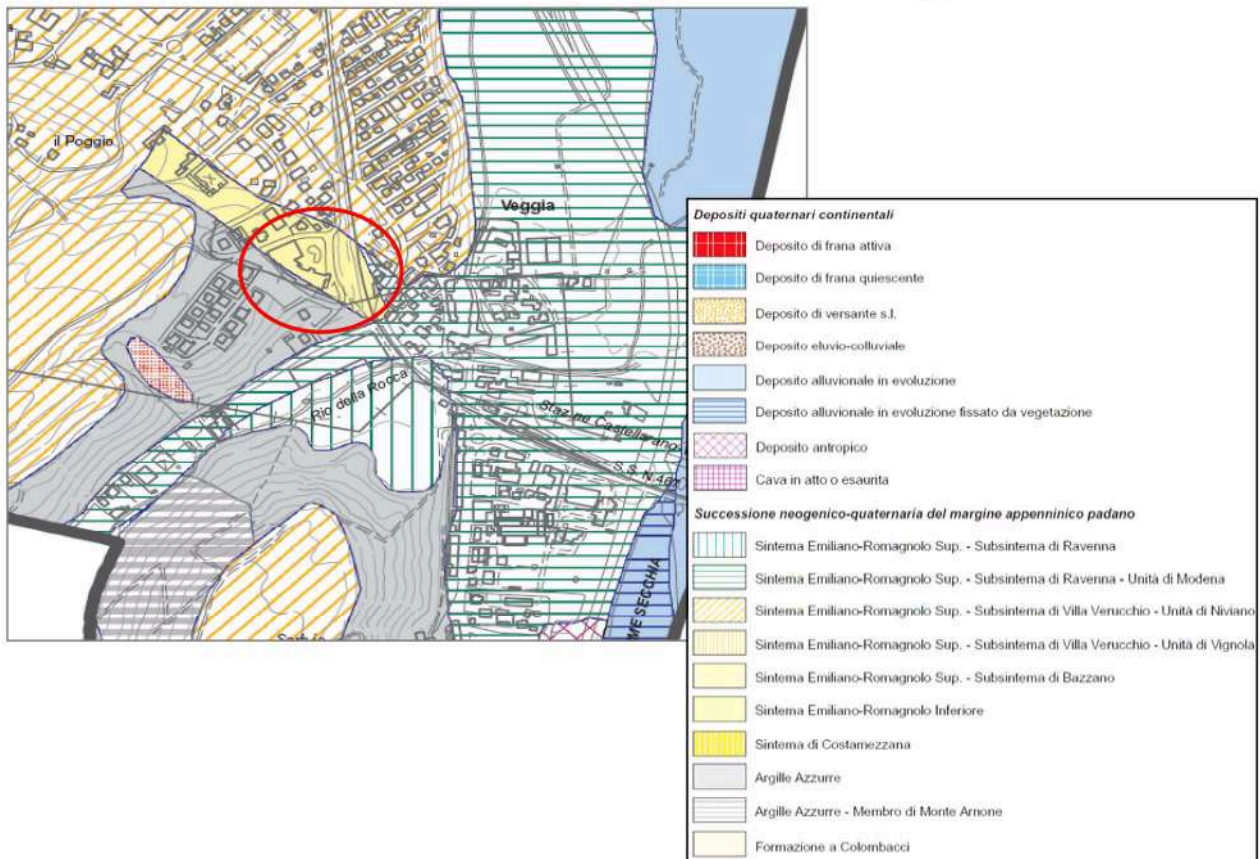 il Poggio
Veggia
Rio della Rocca
Staz.ne Castellarano
S.S. N.467
ME SECCHIA
Depositi quaternari continentali
Deposito di frana attiva
Deposito di frana quiescente
Deposito di versante s.l.
Deposito eluvio-colluviale
Deposito alluvionale in evoluzione
Deposito alluvionale in evoluzione fissato da vegetazione
Deposito antropico
Cava in atto o esaurita
Successione neogenico-quaternaria del margine appenninico padano
Sintema Emiliano-Romagnolo Sup. - Subsintema di Ravenna
Sintema Emiliano-Romagnolo Sup. - Subsintema di Ravenna - Unità di Modena
Sintema Emiliano-Romagnolo Sup. - Subsintema di Villa Verucchio - Unità di Niviano
Sintema Emiliano-Romagnolo Sup. - Subsintema di Villa Verucchio - Unità di Vignola
Sintema Emiliano-Romagnolo Sup. - Subsintema di Bazzano
Sintema Emiliano-Romagnolo Inferiore
Sintema di Costamezzana
Argille Azzurre
Argille Azzurre - Membro di Monte Arnone
Formazione a Colombacci